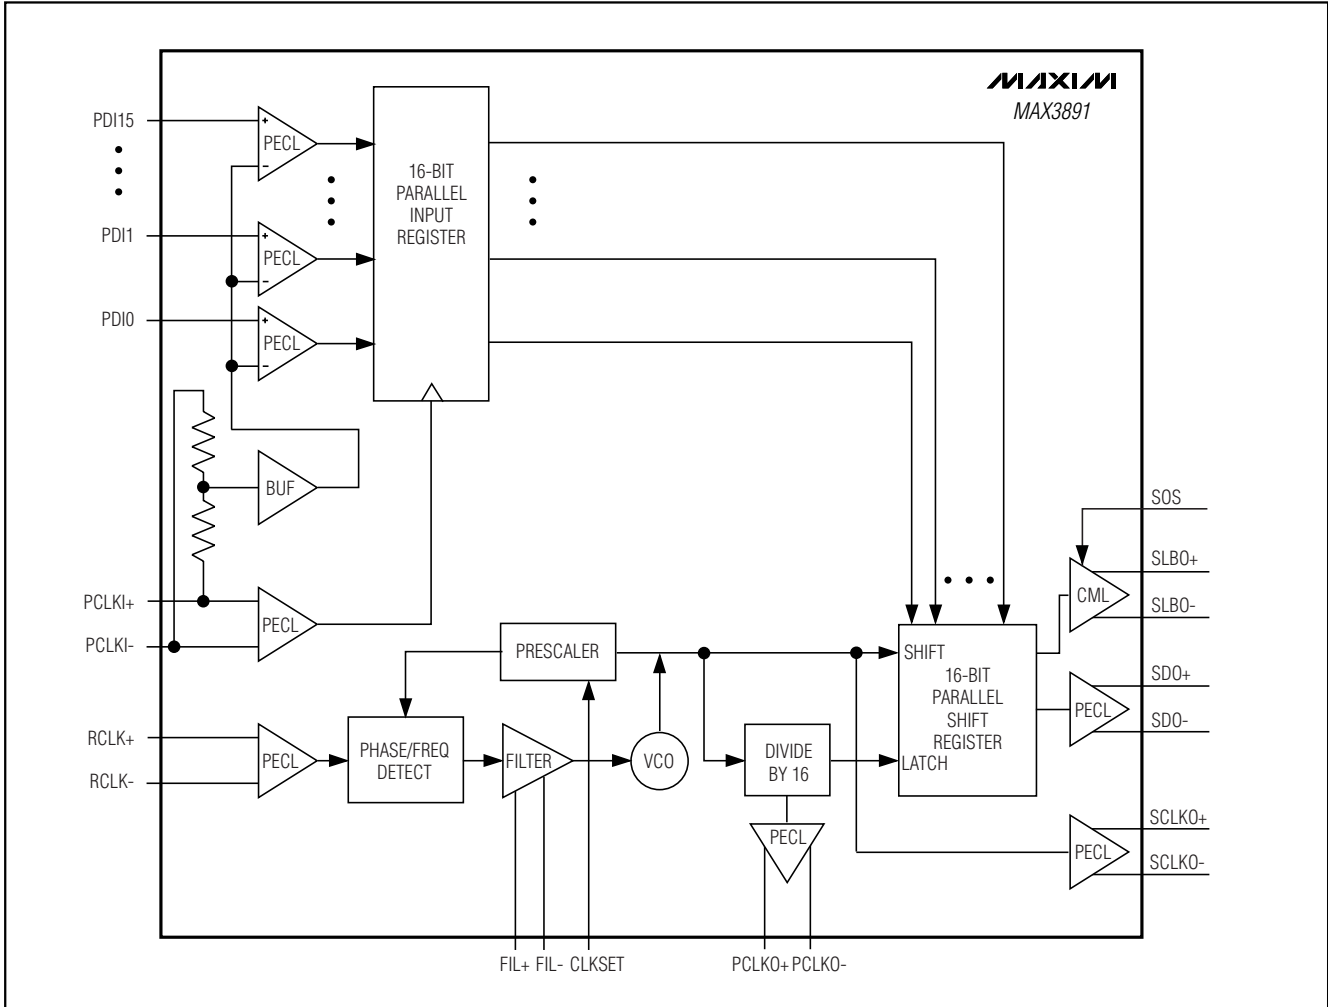 MAXIM
MAX3891
PDI15
+
PECL
-
16-BIT
PARALLEL
INPUT
REGISTER
PDI1
+
PECL
-
PDI0
+
PECL
-
BUF
PCLKI+
PECL
PCLKI-
SOS
SLBO+
CML
SLBO-
PRESCALER
SHIFT
16-BIT
PARALLEL
SHIFT
REGISTER
LATCH
SDO+
PECL
SDO-
RCLK+
PECL
RCLK-
PHASE/FREQ
DETECT
FILTER
VCO
DIVIDE
BY 16
PECL
SCLKO+
PECL
SCLKO-
FIL+ FIL- CLKSET
PCLKO+ PCLKO-